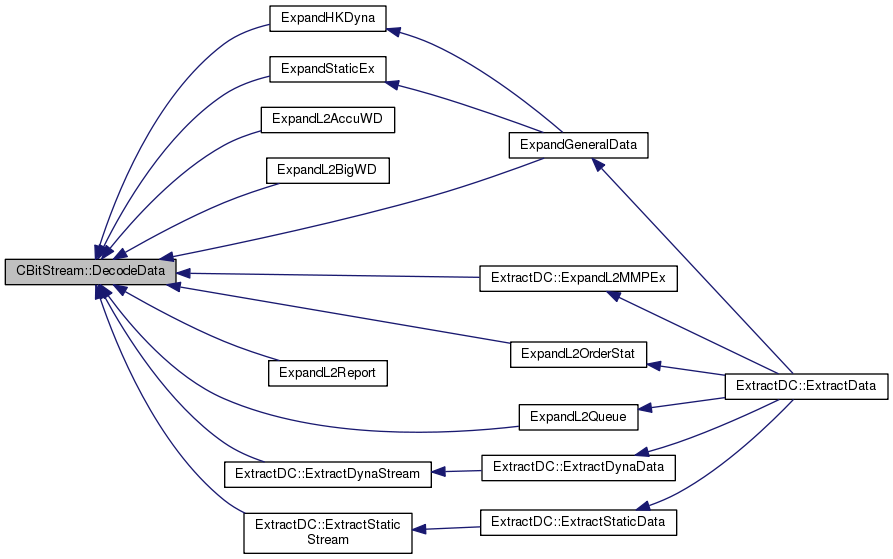 ExpandHKDyna
ExpandStaticEx
ExpandL2AccuWD
ExpandGeneralData
ExpandL2BigWD
CBitStream::DecodeData
ExtractDC::ExpandL2MMPEx
ExpandL2OrderStat
ExpandL2Report
ExtractDC::ExtractData
ExpandL2Queue
ExtractDC::ExtractDynaStream
ExtractDC::ExtractDynaData
ExtractDC::ExtractStatic
Stream
ExtractDC::ExtractStaticData